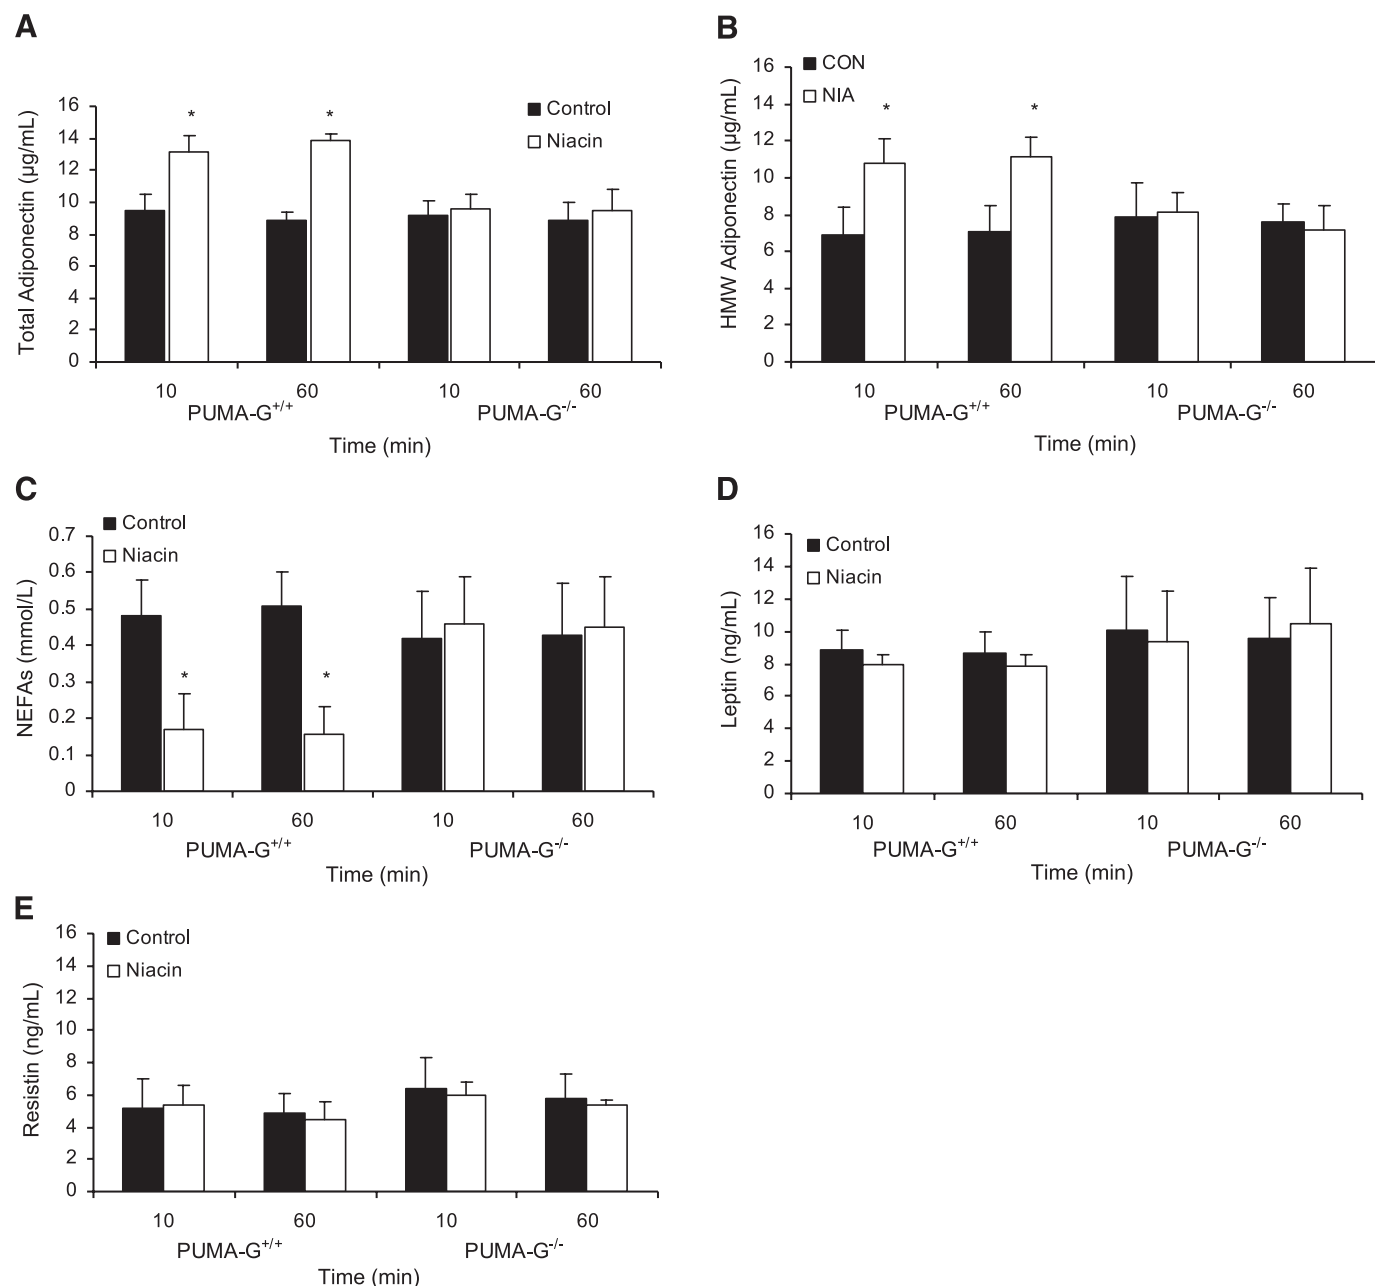 A
Total Adiponectin (µg/mL)
16
14
12
10
8
6
4
2
0
* *
Control
Niacin
10 60 10 60
PUMA-G+/+ PUMA-G-/-
Time (min)
B
HMW Adiponectin (µg/mL)
16
14
12
10
8
6
4
2
0
CON
NIA
* *
10 60 10 60
PUMA-G+/+ PUMA-G-/-
Time (min)
C
NEFAs (mmol/L)
0.7
0.6
0.5
0.4
0.3
0.2
0.1
0
Control
Niacin
* *
10 60 10 60
PUMA-G+/+ PUMA-G-/-
Time (min)
D
Leptin (ng/mL)
16
14
12
10
8
6
4
2
0
Control
Niacin
10 60 10 60
PUMA-G+/+ PUMA-G-/-
Time (min)
E
Resistin (ng/mL)
16
14
12
10
8
6
4
2
0
Control
Niacin
10 60 10 60
PUMA-G+/+ PUMA-G-/-
Time (min)